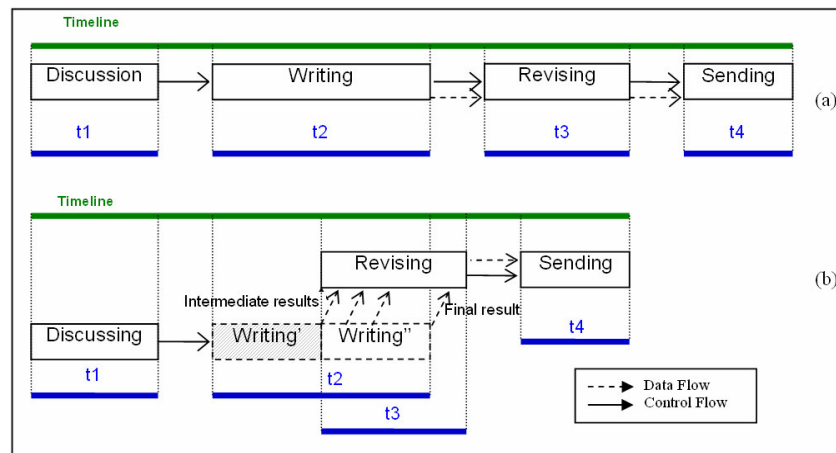 Timeline
Discussion Writing Revising Sending
t1 t2 t3 t4
(a)
Timeline
Revising Sending
(b)
Intermediate results Final result
Discussing Writing' Writing''
t4
t1 t2
t3
Data Flow
Control Flow